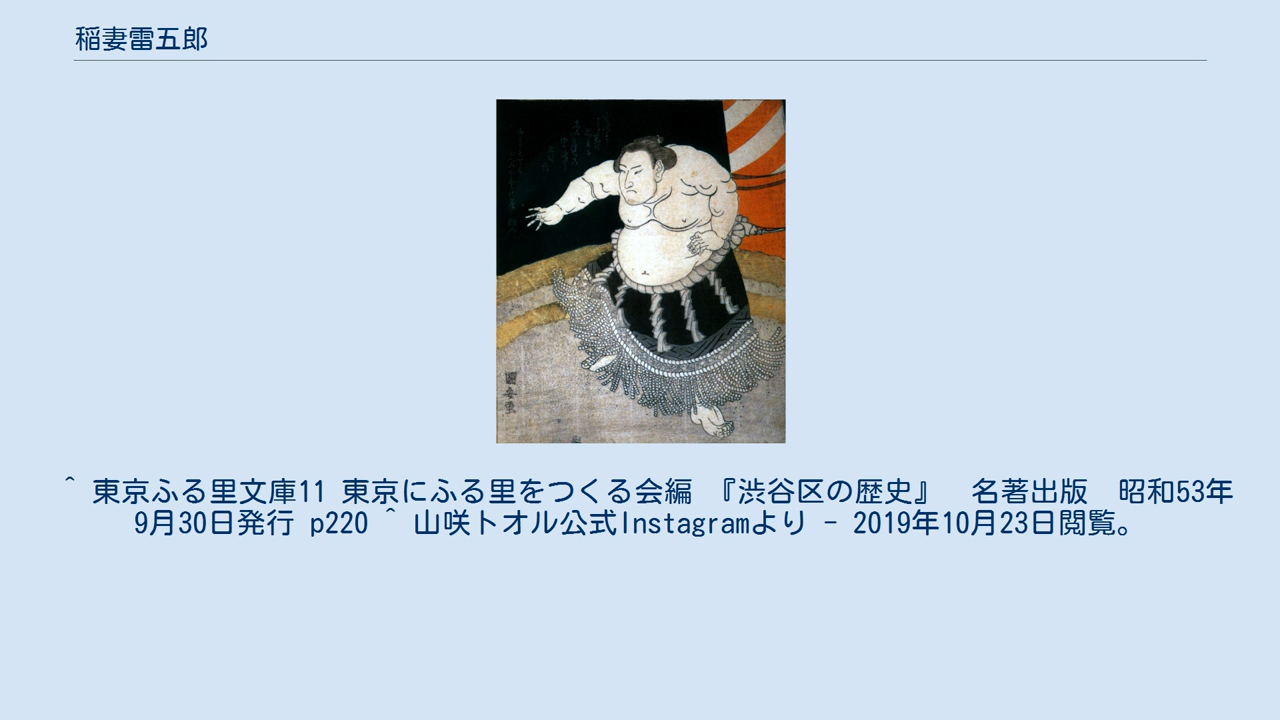 稲妻雷五郎
^ 東京ふる里文庫11 東京にふる里をつくる会編 『渋谷区の歴史』　名著出版　昭和53年
9月30日発行 p220 ^ 山咲トオル公式Instagramより - 2019年10月23日閲覧。